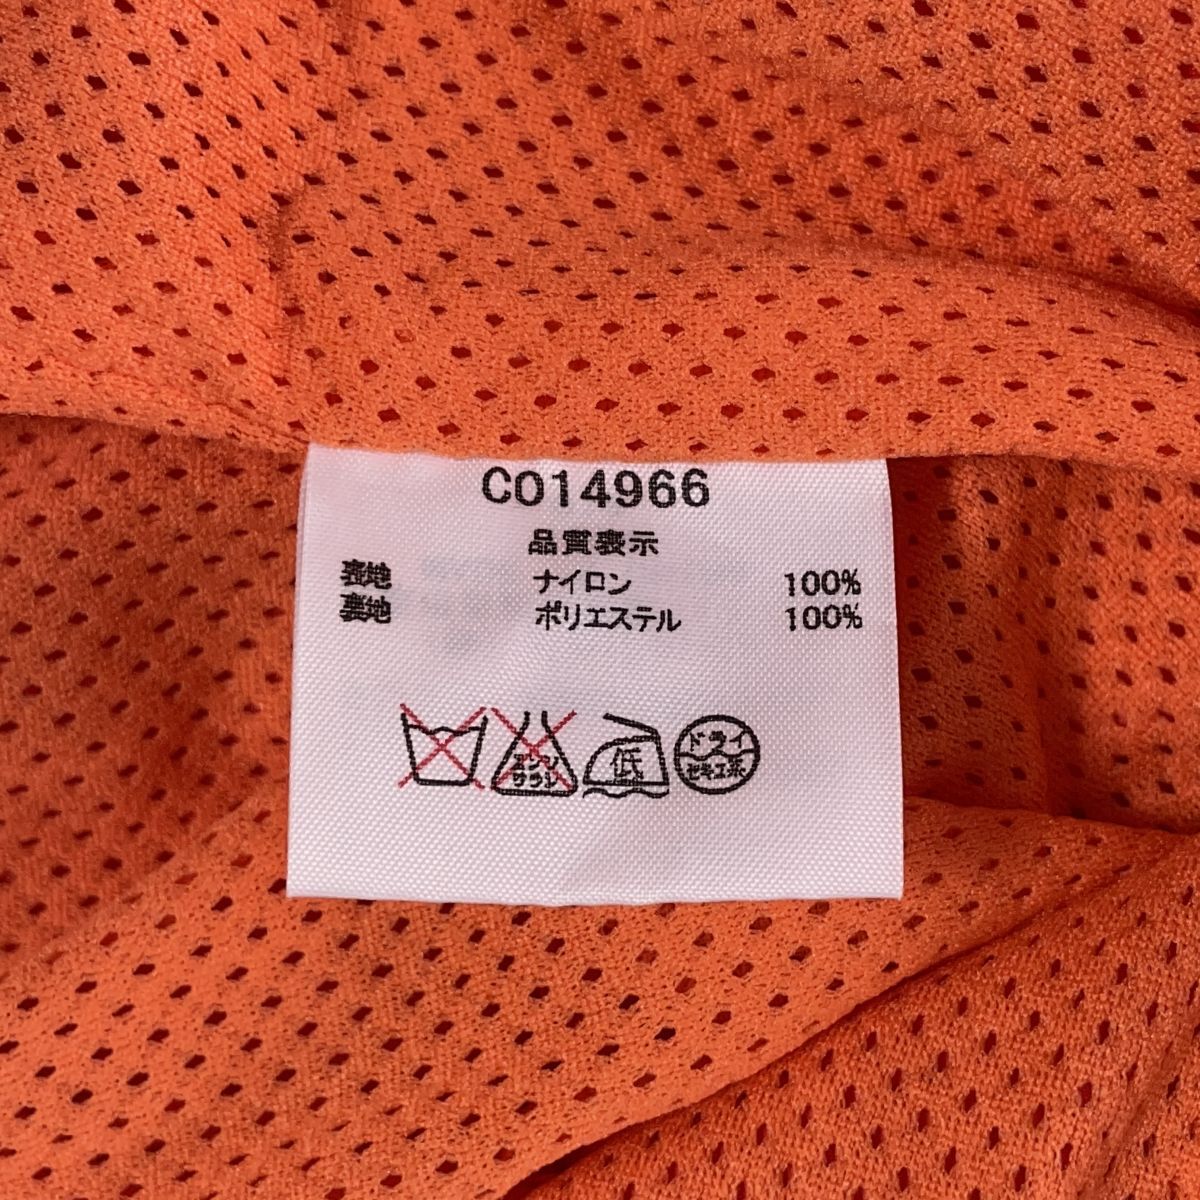 C014966
品質表示
表地 ナイロン 100%
裏地 ポリエステル 100%
エンソ
サラシ
低
ドライ
セキユ系